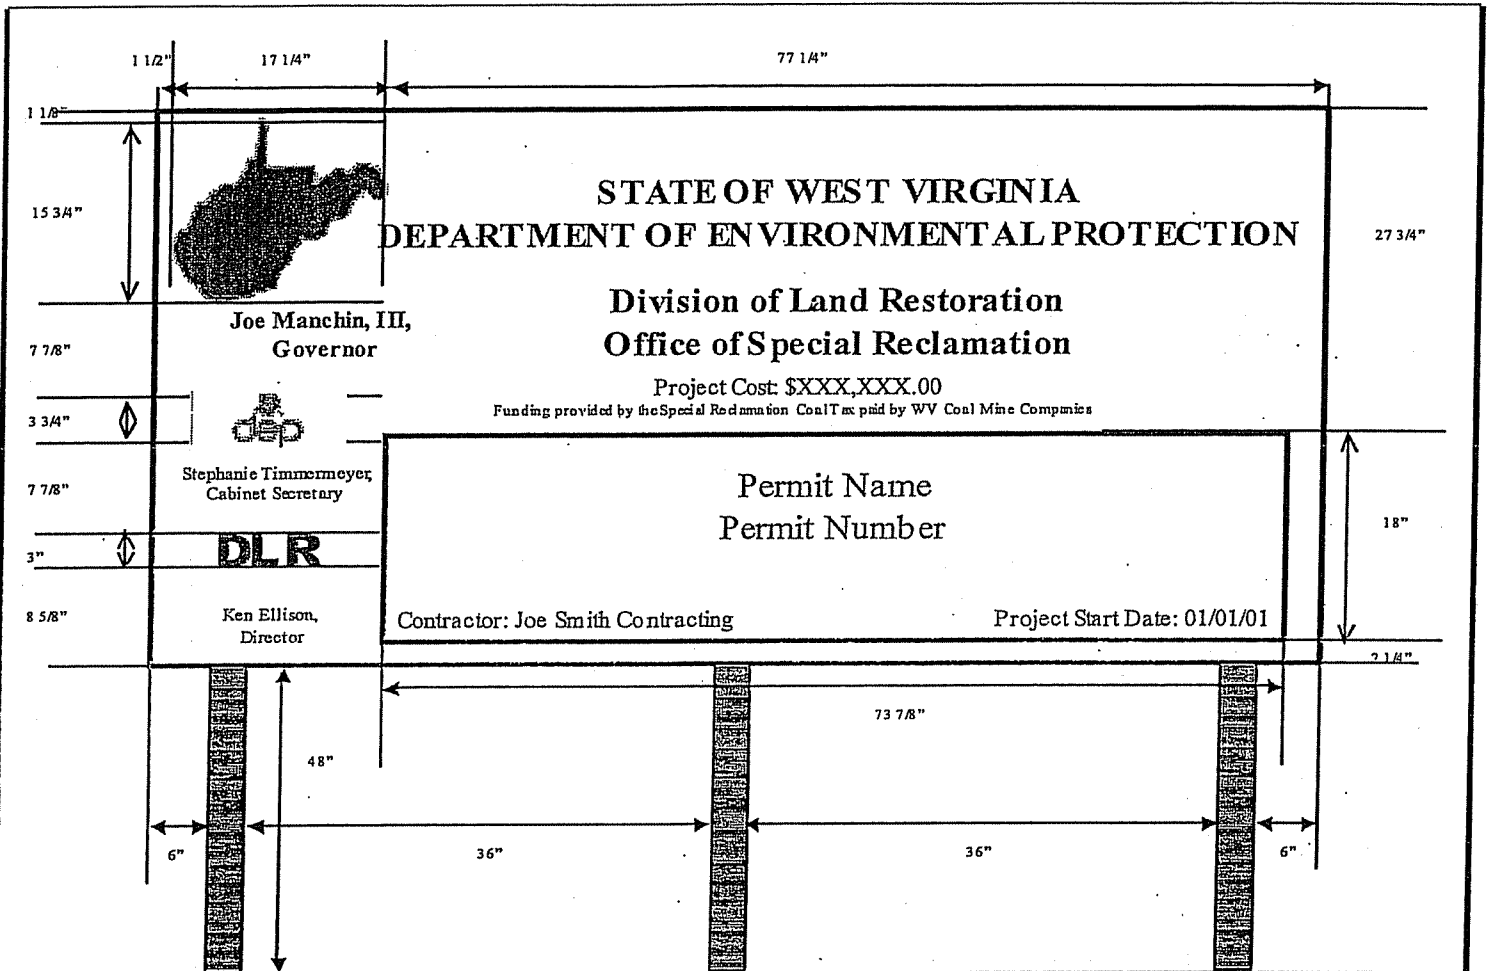 1 1/2" 17 1/4" 77 1/4"
1 1/8"
15 3/4"
STATE OF WEST VIRGINIA
DEPARTMENT OF ENVIRONMENTAL PROTECTION
27 3/4"
Division of Land Restoration
Office of Special Reclamation
Joe Manchin, III,
Governor
7 7/8"
Project Cost: $XXX,XXX.00
Funding provided by the Special Reclamation Coal Tax paid by WV Coal Mine Companies
3 3/4"
dep
Stephanie Timmermeyer,
Cabinet Secretary
7 7/8"
Permit Name
Permit Number
18"
DLR
3"
Ken Ellison,
Director
8 5/8"
Contractor: Joe Smith Contracting Project Start Date: 01/01/01
2 1/4"
73 7/8"
48"
6" 36" 36" 6"